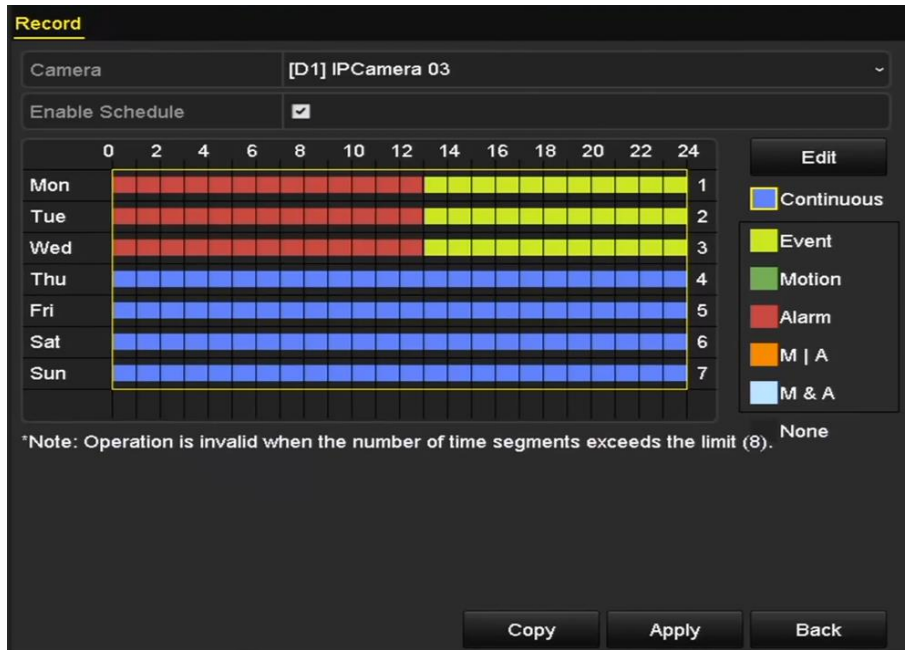 Record
Camera [D1] IPCamera 03
Enable Schedule
0 2 4 6 8 10 12 14 16 18 20 22 24
Edit
Mon 1
Tue 2
Wed 3
Thu 4
Fri 5
Sat 6
Sun 7
Continuous
Event
Motion
Alarm
M | A
M & A
None
*Note: Operation is invalid when the number of time segments exceeds the limit (8).
Copy Apply Back